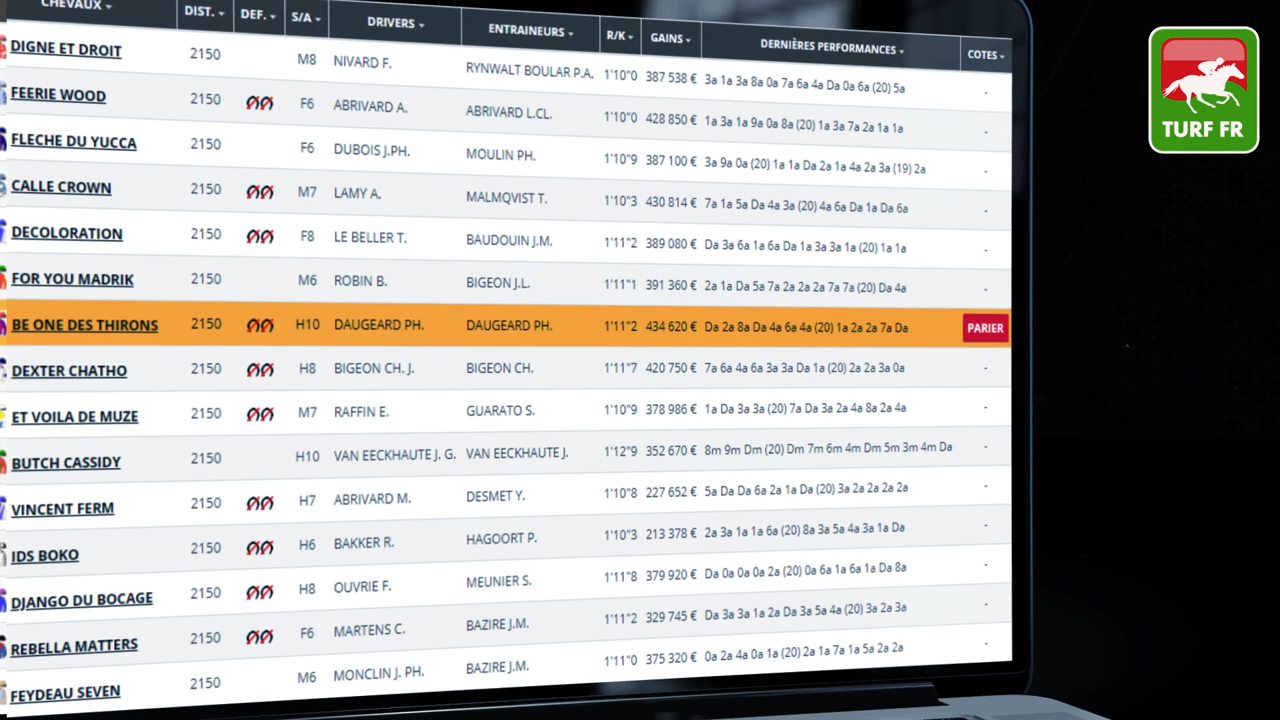 CHEVAUX DIST. DEF. S/A DRIVERS ENTRAINEURS R/K GAINS DERNIÈRES PERFORMANCES COTES
DIGNE ET DROIT 2150 M8 NIVARD F. RYNWALT BOULAR P.A. 1'10"0 387 538 € 3a 1a 3a 8a 0a 7a 6a 4a Da 0a 6a (20) 5a -
FEERIE WOOD 2150 F6 ABRIVARD A. ABRIVARD L.CL. 1'10"0 428 850 € 1a 3a 1a 9a 0a 8a (20) 1a 3a 7a 2a 1a 1a -
FLECHE DU YUCCA 2150 F6 DUBOIS J.PH. MOULIN PH. 1'10"9 387 100 € 3a 9a 0a (20) 1a 1a Da 2a 1a 4a 2a 3a (19) 2a -
CALLE CROWN 2150 M7 LAMY A. MALMQVIST T. 1'10"3 430 814 € 7a 1a 5a Da 4a 3a (20) 4a 6a Da 1a Da 6a -
DECOLORATION 2150 F8 LE BELLER T. BAUDOUIN J.M. 1'11"2 389 080 € Da 3a 6a 1a 6a Da 1a 3a 3a 1a (20) 1a 1a -
FOR YOU MADRIK 2150 M6 ROBIN B. BIGEON J.L. 1'11"1 391 360 € 2a 1a Da 5a 7a 2a 2a 2a 7a 7a (20) Da 4a -
BE ONE DES THIRONS 2150 H10 DAUGEARD PH. DAUGEARD PH. 1'11"2 434 620 € Da 2a 8a Da 4a 6a 4a (20) 1a 2a 2a 7a Da PARIER
DEXTER CHATHO 2150 H8 BIGEON CH. J. BIGEON CH. 1'11"7 420 750 € 7a 6a 4a 6a 3a 3a Da 1a (20) 2a 2a 3a 0a -
ET VOILA DE MUZE 2150 M7 RAFFIN E. GUARATO S. 1'10"9 378 986 € 1a Da 3a 3a (20) 7a Da 3a 2a 4a 8a 2a 4a -
BUTCH CASSIDY 2150 H10 VAN EECKHAUTE J. G. VAN EECKHAUTE J. 1'12"9 352 670 € 8m 9m Dm (20) Dm 7m 6m 4m Dm 5m 3m 4m Da -
VINCENT FERM 2150 H7 ABRIVARD M. DESMET Y. 1'10"8 227 652 € 5a Da Da 6a 2a 1a Da (20) 3a 2a 2a 2a 2a -
IDS BOKO 2150 H6 BAKKER R. HAGOORT P. 1'10"3 213 378 € 2a 3a 1a 1a 6a (20) 8a 3a 5a 4a 3a 1a Da -
DJANGO DU BOCAGE 2150 H8 OUVRIE F. MEUNIER S. 1'11"8 379 920 € Da 0a 0a 0a 2a (20) 0a 6a 1a 6a 1a Da 8a -
REBELLA MATTERS 2150 F6 MARTENS C. BAZIRE J.M. 1'11"2 329 745 € Da 3a 3a 1a 2a Da 3a 5a 4a (20) 3a 2a 3a -
FEYDEAU SEVEN 2150 M6 MONCLIN J. PH. BAZIRE J.M. 1'11"0 375 320 € 0a 2a 4a 0a 1a (20) 2a 1a 7a 1a 5a 2a 2a -
TURF FR